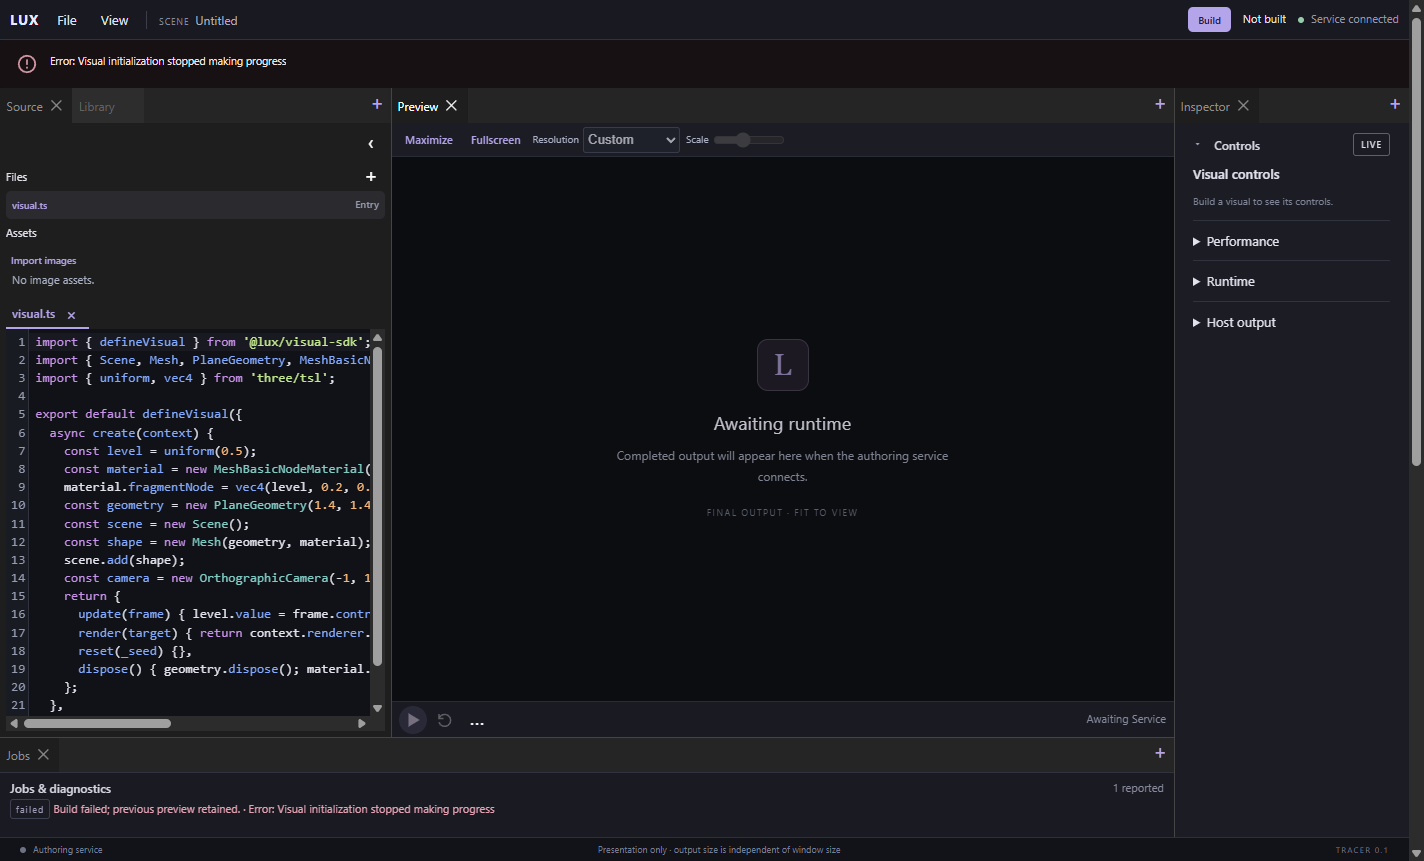 LUX File View SCENE Untitled Build Not built Service connected
Error: Visual initialization stopped making progress
Source Library +
Preview +
Inspector +
Maximize Fullscreen Resolution Custom Scale
Files +
visual.ts Entry
Assets
Import images
No image assets.
visual.ts ×
1 import { defineVisual } from '@lux/visual-sdk';
2 import { Scene, Mesh, PlaneGeometry, MeshBasicN
3 import { uniform, vec4 } from 'three/tsl';
4
5 export default defineVisual({
6 async create(context) {
7 const level = uniform(0.5);
8 const material = new MeshBasicNodeMaterial(
9 material.fragmentNode = vec4(level, 0.2, 0.
10 const geometry = new PlaneGeometry(1.4, 1.4
11 const scene = new Scene();
12 const shape = new Mesh(geometry, material);
13 scene.add(shape);
14 const camera = new OrthographicCamera(-1, 1
15 return {
16 update(frame) { level.value = frame.contr
17 render(target) { return context.renderer.
18 reset(_seed) {},
19 dispose() { geometry.dispose(); material.
20 };
21 },
L
Awaiting runtime
Completed output will appear here when the authoring service
connects.
FINAL OUTPUT · FIT TO VIEW
... Awaiting Service
Controls LIVE
Visual controls
Build a visual to see its controls.
Performance
Runtime
Host output
Jobs +
Jobs & diagnostics 1 reported
failed Build failed; previous preview retained. · Error: Visual initialization stopped making progress
Authoring service Presentation only · output size is independent of window size TRACER 0.1